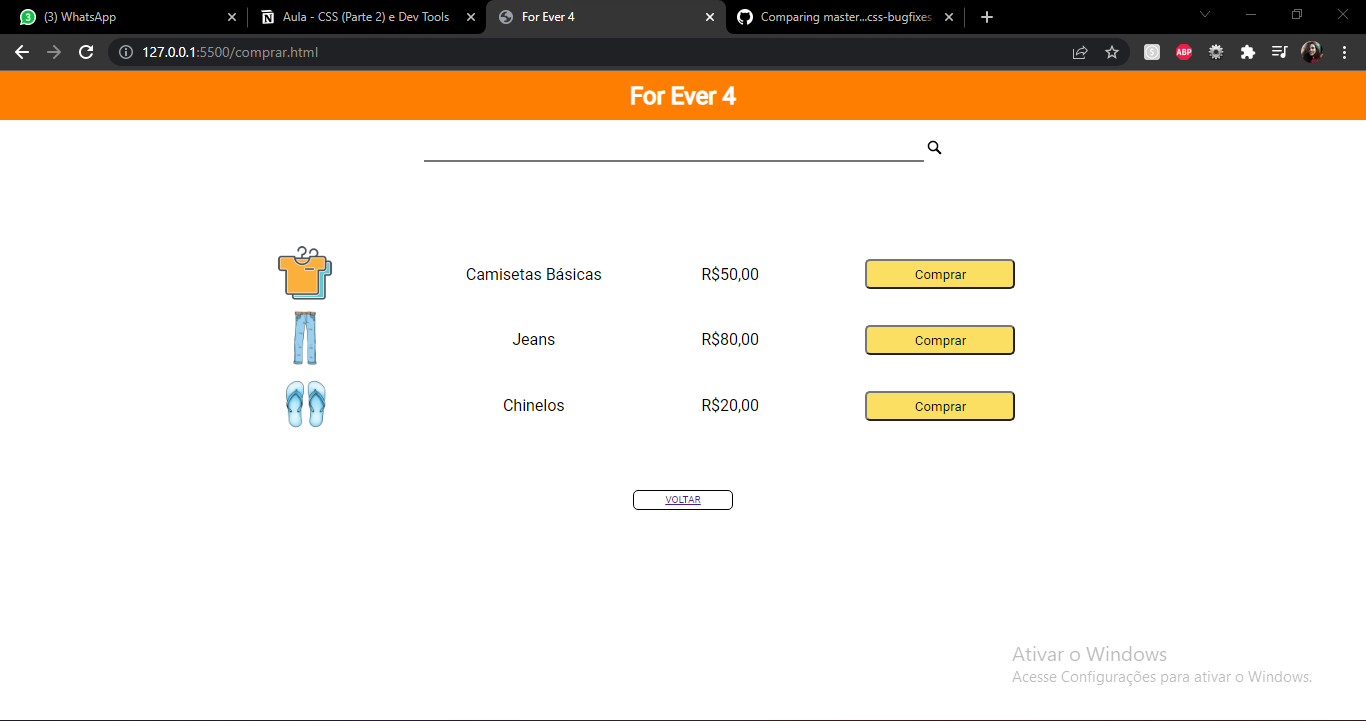 (3) WhatsApp
Aula - CSS (Parte 2) e Dev Tools
For Ever 4
Comparing master...css-bugfixes
127.0.0.1:5500/comprar.html
ABP
For Ever 4
Camisetas Básicas R$50,00 Comprar
Jeans R$80,00 Comprar
Chinelos R$20,00 Comprar
VOLTAR
Ativar o Windows
Acesse Configurações para ativar o Windows.